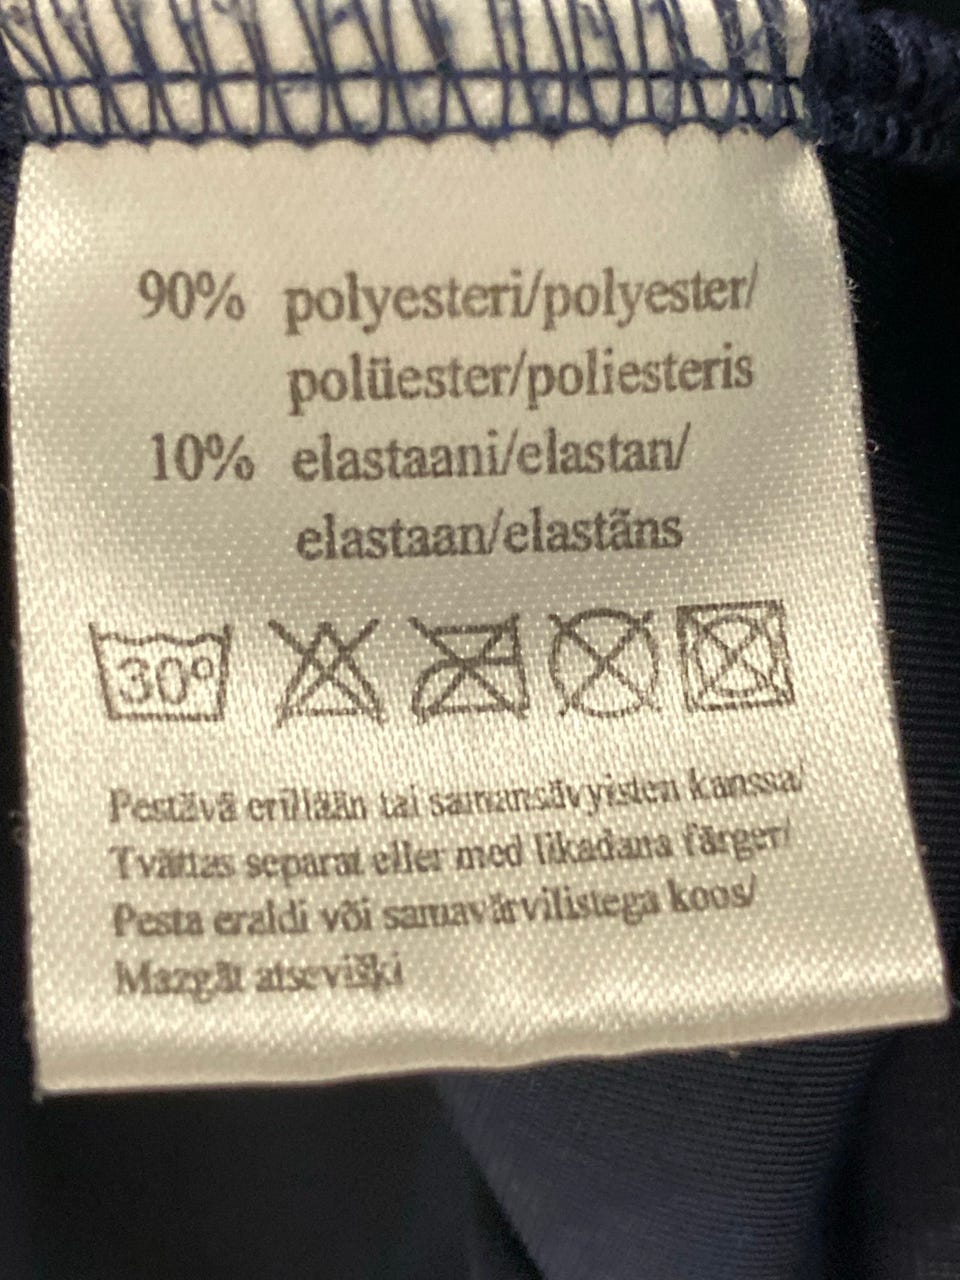 90% polyesteri/polyester/
polüester/poliesteris
10% elastaani/elastan/
elastaan/elastāns
30°
Pestävä erillään tai samansävyisten kanssa/
Tvättas separat eller med likadana färger/
Pesta eraldi või samavärvilistega koos/
Mazgāt atsevišķi